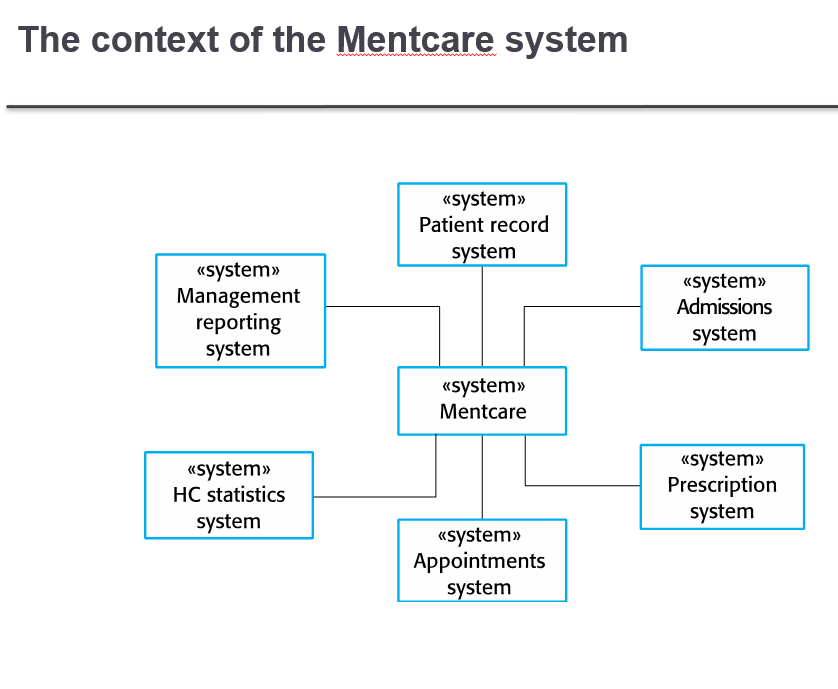 The context of the Mentcare system
«system»
Patient record
system
«system»
Management
reporting
system
«system»
Admissions
system
«system»
Mentcare
«system»
HC statistics
system
«system»
Prescription
system
«system»
Appointments
system